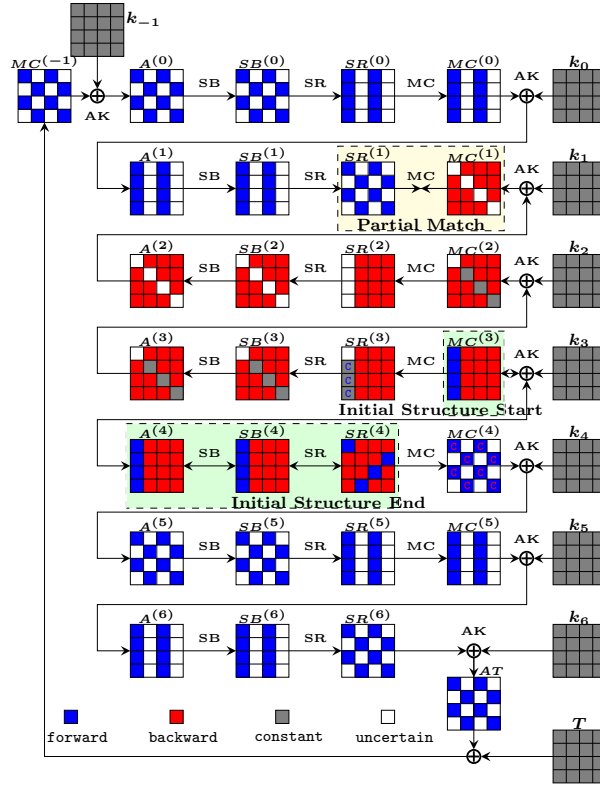 k₋₁
MC⁽⁻¹⁾ A⁽⁰⁾ SB SB⁽⁰⁾ SR SR⁽⁰⁾ MC MC⁽⁰⁾ AK k₀
AK
A⁽¹⁾ SB SB⁽¹⁾ SR SR⁽¹⁾ MC MC⁽¹⁾ AK k₁
Partial Match
A⁽²⁾ SB SB⁽²⁾ SR SR⁽²⁾ MC MC⁽²⁾ AK k₂
A⁽³⁾ SB SB⁽³⁾ SR SR⁽³⁾ MC MC⁽³⁾ AK k₃
C
C
C
Initial Structure Start
A⁽⁴⁾ SB SB⁽⁴⁾ SR SR⁽⁴⁾ MC MC⁽⁴⁾ AK k₄
C C
C C
C C
C C
Initial Structure End
A⁽⁵⁾ SB SB⁽⁵⁾ SR SR⁽⁵⁾ MC MC⁽⁵⁾ AK k₅
A⁽⁶⁾ SB SB⁽⁶⁾ SR SR⁽⁶⁾ AK k₆
AT
T
forward backward constant uncertain